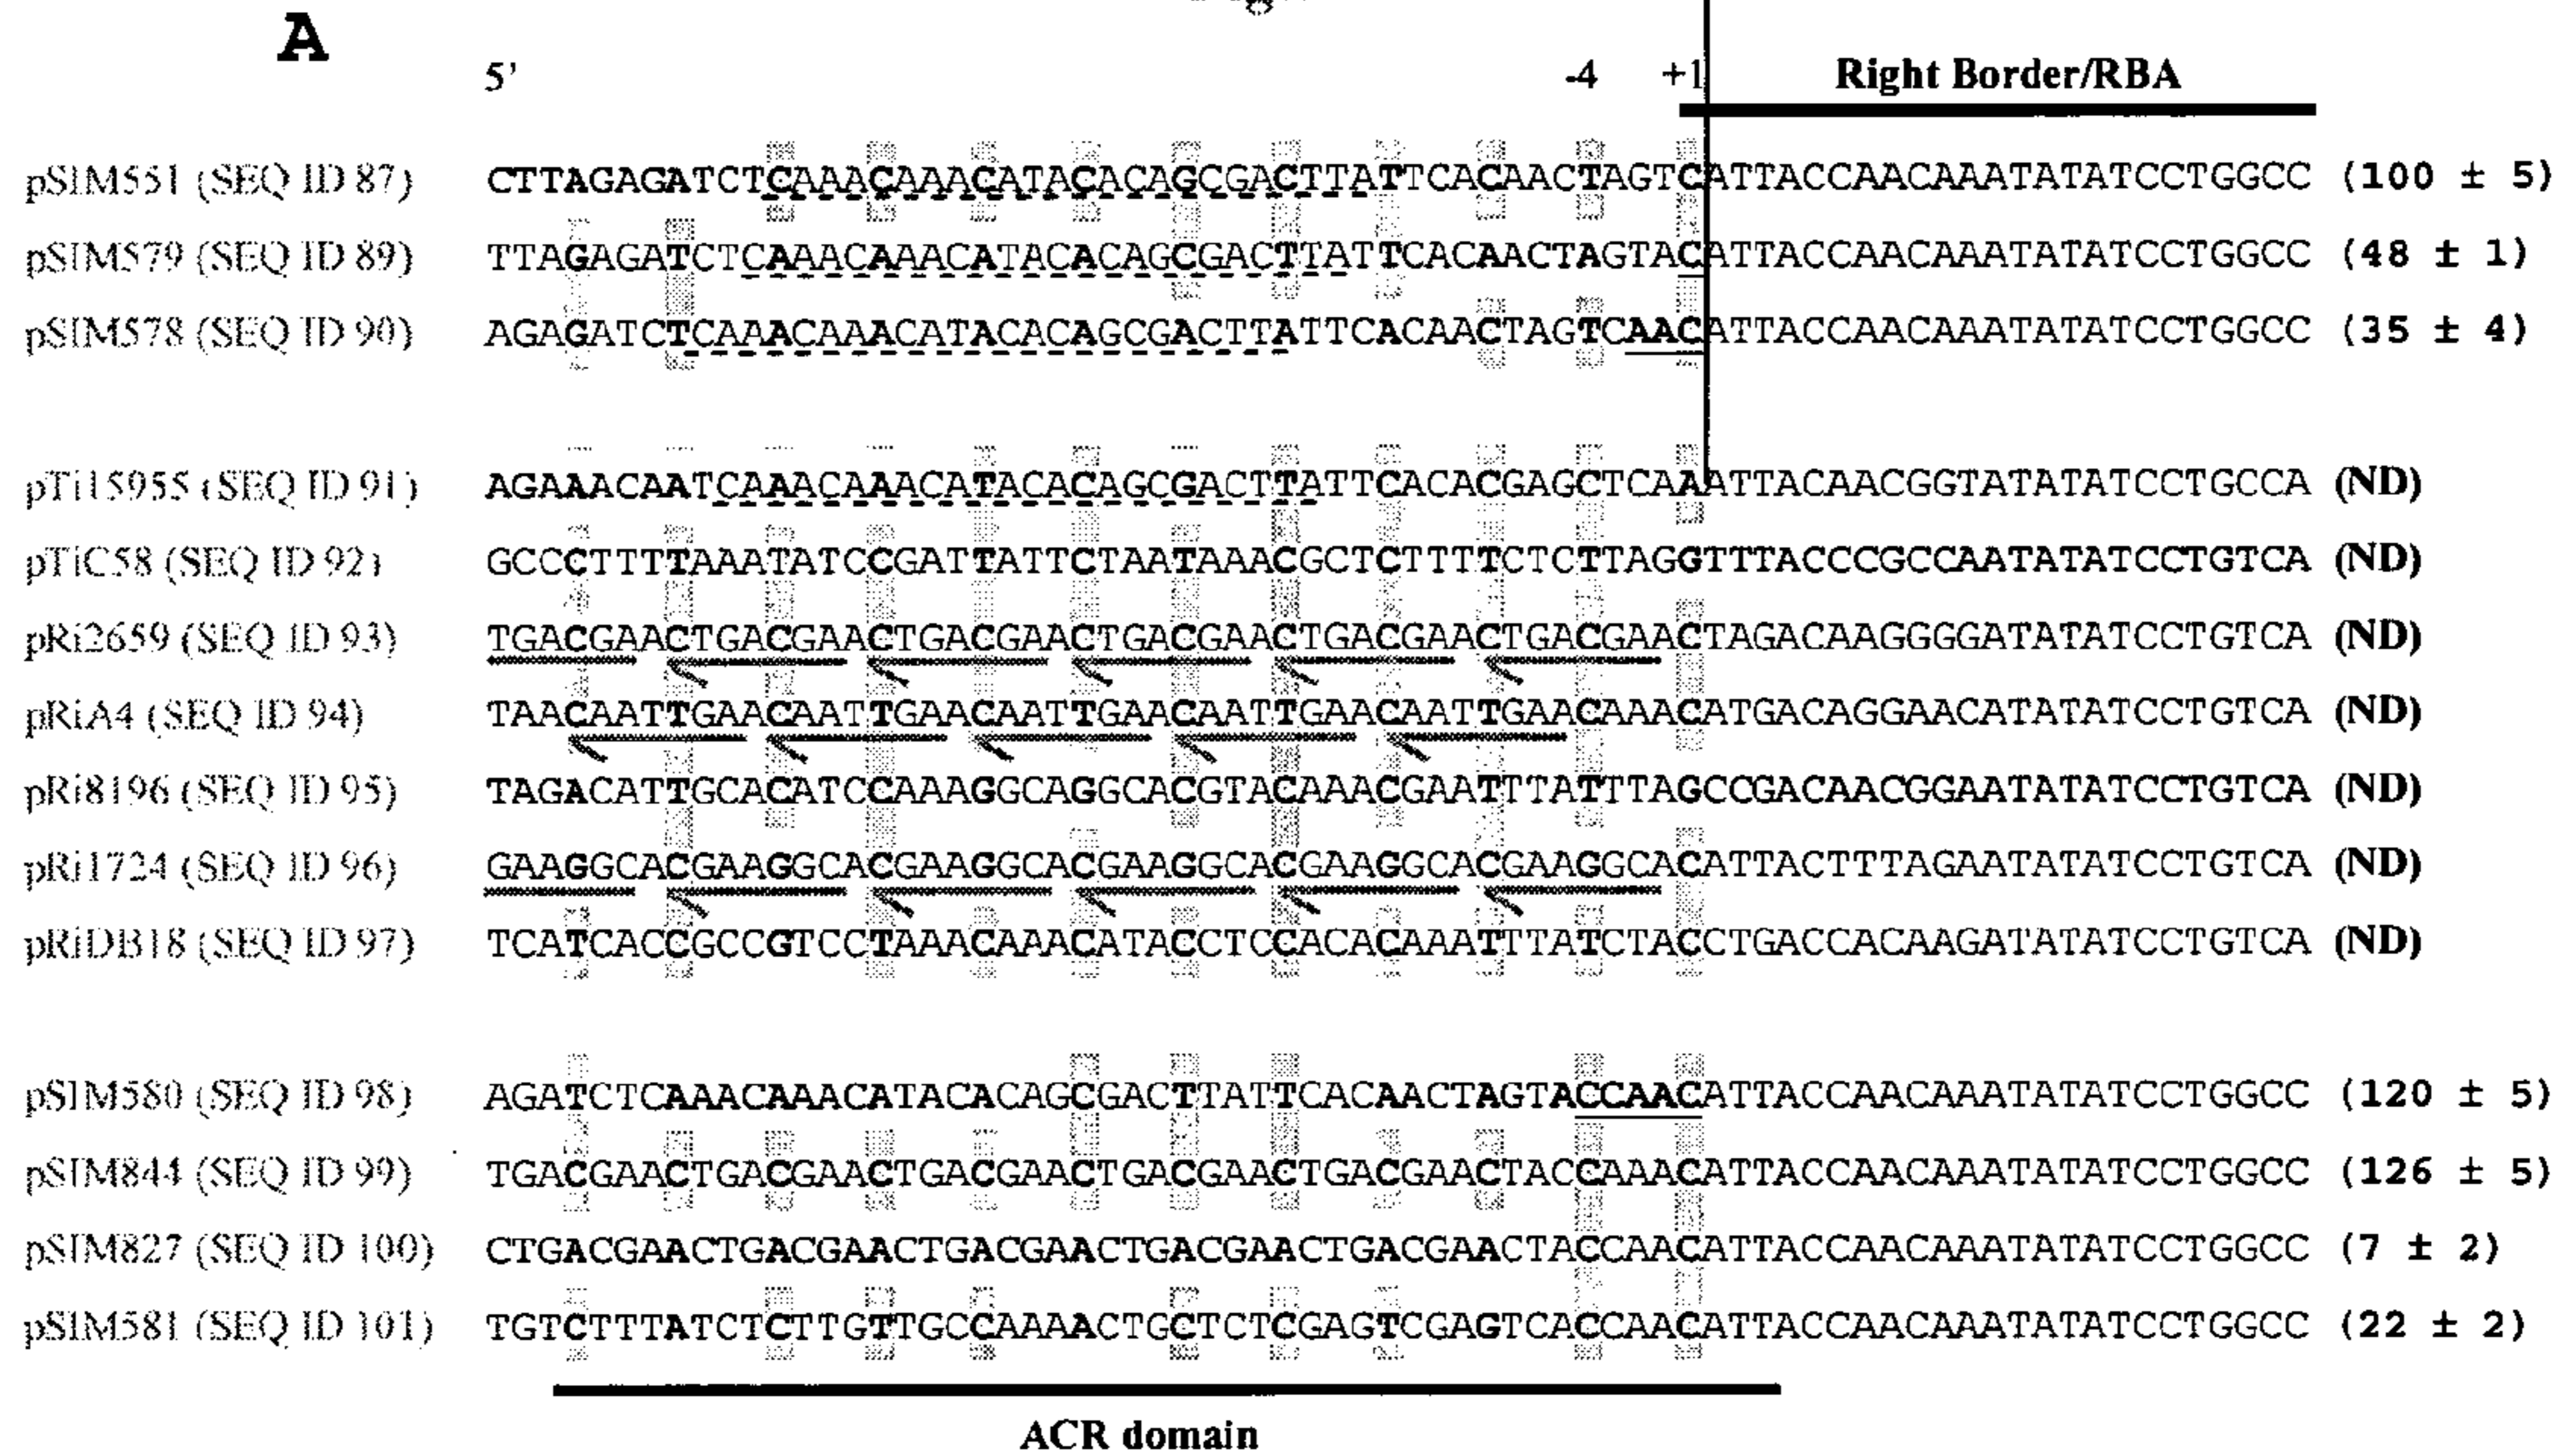 A
5' -4 +1 Right Border/RBA
pSIM551 (SEQ ID 87) CTTAGAGATCTCAAACAAACATACACAGCGACTTATTCACAACTAGTCATTACCAACAAATATATCCTGGCC (100 ± 5)
pSIM579 (SEQ ID 89) TTAGAGATCTCAAACAAACATACACAGCGACTTATTCACAACTAGTACATTACCAACAAATATATCCTGGCC (48 ± 1)
pSIM578 (SEQ ID 90) AGAGATCTCAAACAAACATACACAGCGACTTATTCACAACTAGTCAACATTACCAACAAATATATCCTGGCC (35 ± 4)
pTi15955 (SEQ ID 91) AGAAACAATCAAACAAACATACACAGCGACTTATTCACACGAGCTCAAATTACAACGGTATATATCCTGCCA (ND)
pTiC58 (SEQ ID 92) GCCCTTTTTAAATATCCGATTTATTCTAATAAACGCTCTTTTCTCTTAGGTTTACCCGCCAATATATCCTGTCA (ND)
pRi2659 (SEQ ID 93) TGACGAACTGACGAACTGACGAACTGACGAACTGACGAACTGACGAACTAGACAAGGGGATATATCCTGTCA (ND)
pRiA4 (SEQ ID 94) TAACAATTGAACAATTGAACAATTGAACAATTGAACAATTGAACAAACATGACAGGAACATATATCCTGTCA (ND)
pRi8196 (SEQ ID 95) TAGACATTGCACATCCAAAGGCAGGCACGTACAAACGAATTTATTTAGCCGACAACGGAATATATCCTGTCA (ND)
pRi1724 (SEQ ID 96) GAAGGCACGAAGGCACGAAGGCACGAAGGCACGAAGGCACGAAGGCACATTACTTTAGAATATATCCTGTCA (ND)
pRiDB18 (SEQ ID 97) TCATCACCGCCGTCCTAAACAAACATACCTCCACACAAATTTATCTACCTGACCACAAGATATATCCTGTCA (ND)
pSIM580 (SEQ ID 98) AGATCTCAAACAAACATACACAGCGACTTATTCACAACTAGTACCAACATTACCAACAAATATATCCTGGCC (120 ± 5)
pSIM844 (SEQ ID 99) TGACGAACTGACGAACTGACGAACTGACGAACTGACGAACTACCAAACATTACCAACAAATATATCCTGGCC (126 ± 5)
pSIM827 (SEQ ID 100) CTGACGAACTGACGAACTGACGAACTGACGAACTGACGAACTACCAACATTACCAACAAATATATCCTGGCC (7 ± 2)
pSIM581 (SEQ ID 101) TGTCTTTATCTCTTGTTGCCAAAACTGCTCTCGAGTCGAGTCACCAACATTACCAACAAATATATCCTGGCC (22 ± 2)
ACR domain